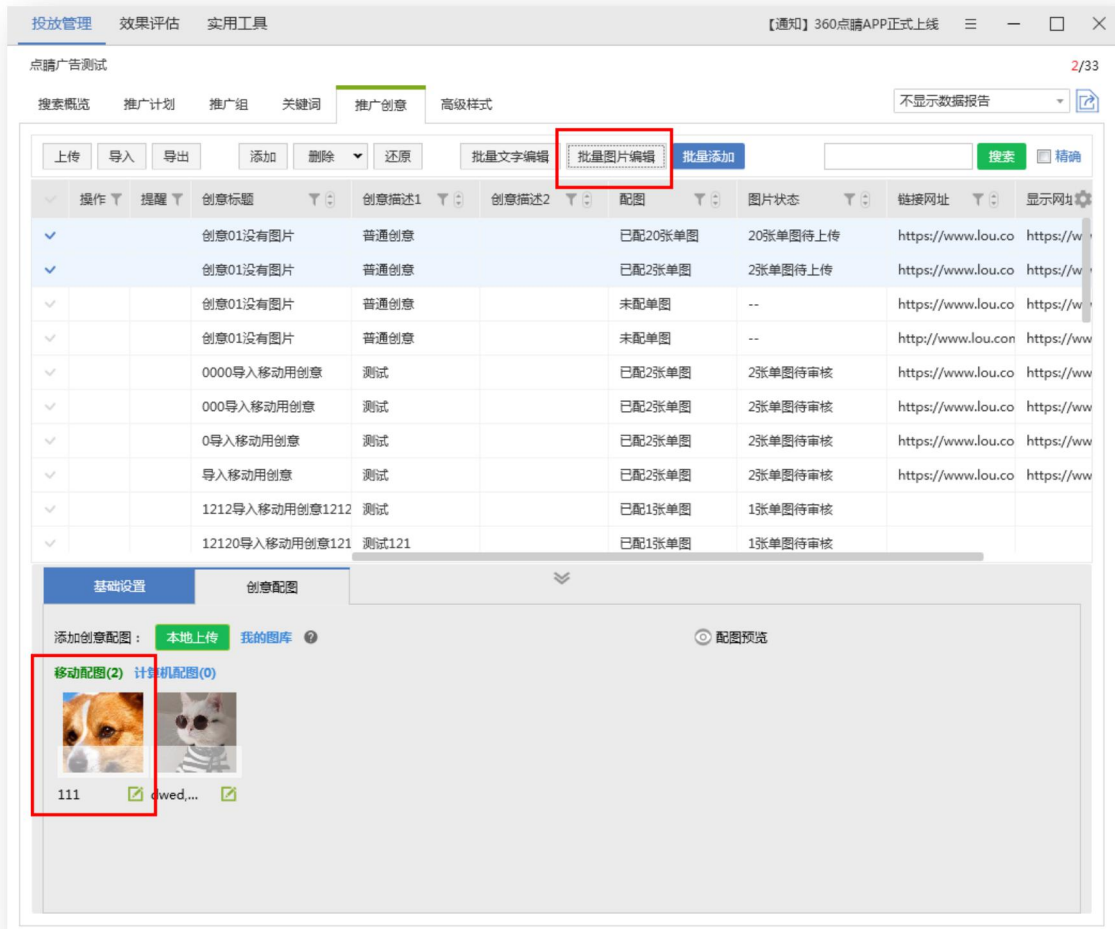 投放管理 效果评估 实用工具 【通知】360点睛APP正式上线
点睛广告测试 2/33
搜索概览 推广计划 推广组 关键词 推广创意 高级样式 不显示数据报告
上传 导入 导出 添加 删除 还原 批量文字编辑 批量图片编辑 批量添加 搜索 精确
操作 提醒 创意标题 创意描述1 创意描述2 配图 图片状态 链接网址 显示网址
创意01没有图片 普通创意 已配20张单图 20张单图待上传 https://www.lou.co https://w
创意01没有图片 普通创意 已配2张单图 2张单图待上传 https://www.lou.co https://w
创意01没有图片 普通创意 未配单图 -- https://www.lou.co https://w
创意01没有图片 普通创意 未配单图 -- http://www.lou.con https://ww
0000导入移动用创意 测试 已配2张单图 2张单图待审核 https://www.lou.co https://ww
000导入移动用创意 测试 已配2张单图 2张单图待审核 https://www.lou.co https://ww
0导入移动用创意 测试 已配2张单图 2张单图待审核 https://www.lou.co https://ww
导入移动用创意 测试 已配2张单图 2张单图待审核 https://www.lou.co https://ww
1212导入移动用创意1212 测试 已配1张单图 1张单图待审核
12120导入移动用创意121 测试121 已配1张单图 1张单图待审核
基础设置 创意配图
添加创意配图： 本地上传 我的图库 配图预览
移动配图(2) 计算机配图(0)
111 dwed,...